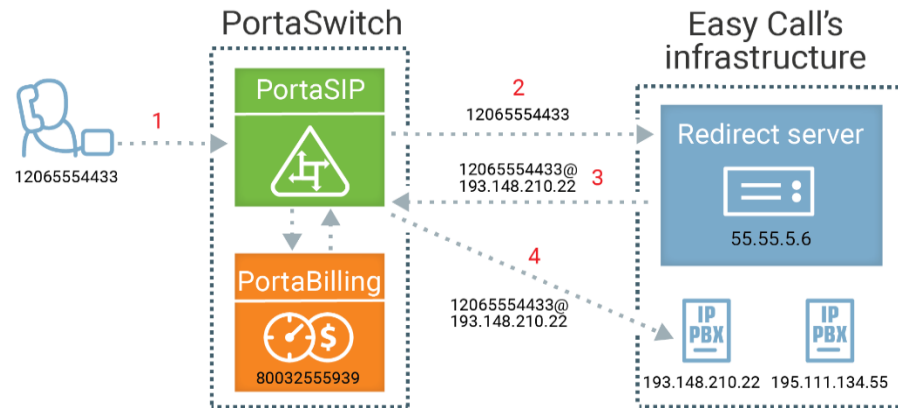 PortaSwitch
Easy Call's
infrastructure
PortaSIP
1
2
12065554433
Redirect server
12065554433
12065554433@
193.148.210.22
3
55.55.5.6
4
PortaBilling
12065554433@
193.148.210.22
$
80032555939
IP
PBX
IP
PBX
193.148.210.22
195.111.134.55